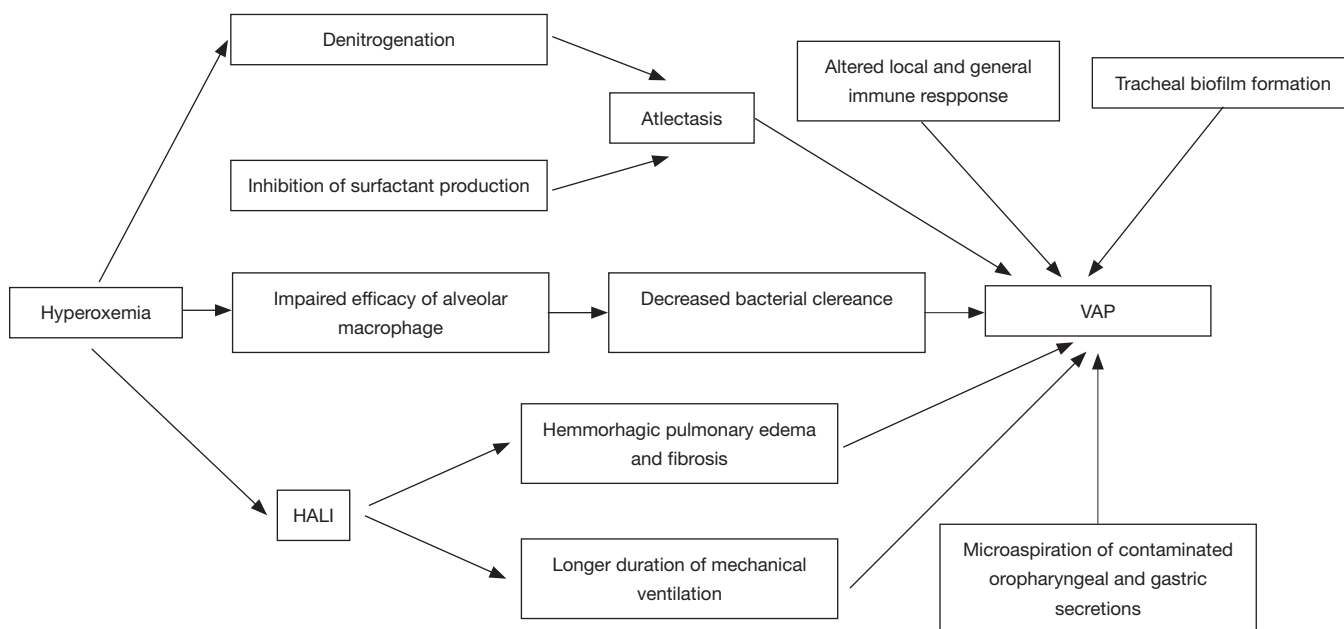 Denitrogenation
Altered local and general
immune respponse
Tracheal biofilm formation
Atlectasis
Inhibition of surfactant production
Hyperoxemia
Impaired efficacy of alveolar
macrophage
Decreased bacterial clereance
VAP
Hemmorhagic pulmonary edema
and fibrosis
HALI
Longer duration of mechanical
ventilation
Microaspiration of contaminated
oropharyngeal and gastric
secretions